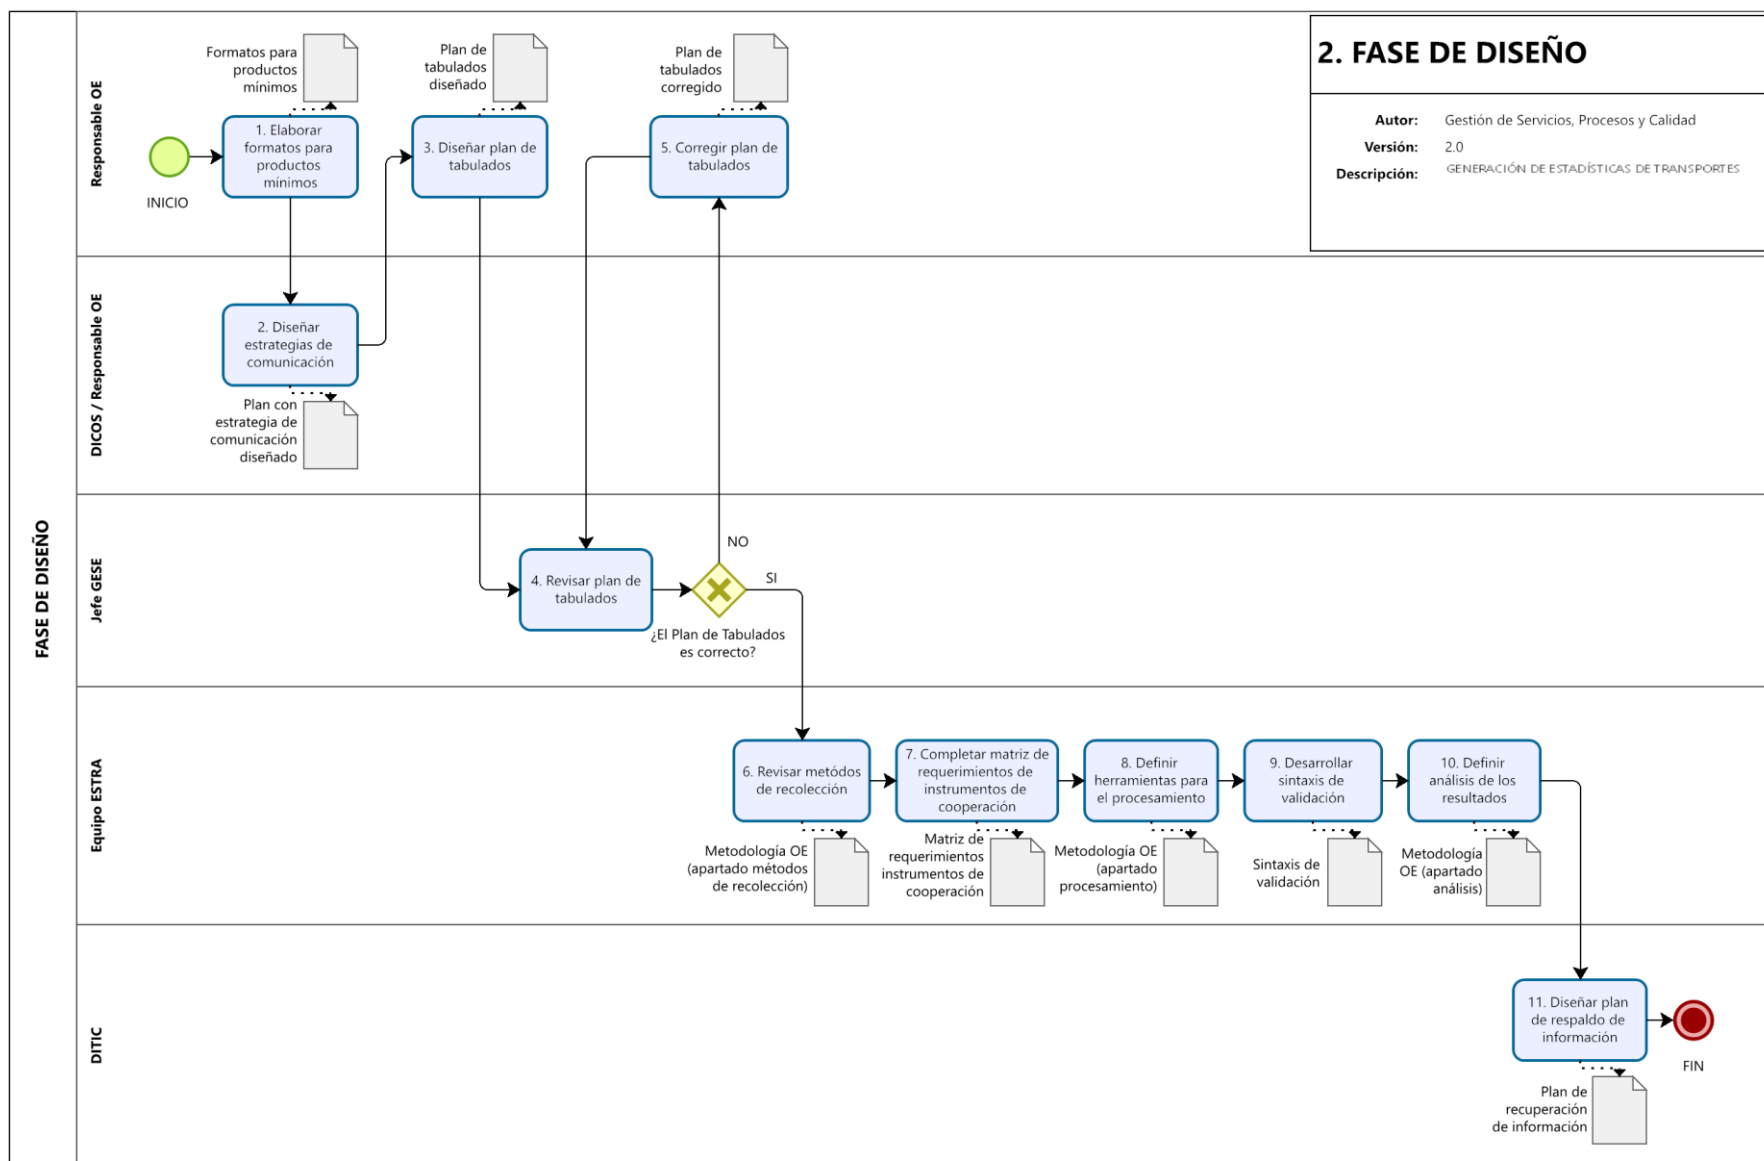 2. FASE DE DISEÑO
Autor: Gestión de Servicios, Procesos y Calidad
Versión: 2.0
Descripción: GENERACIÓN DE ESTADÍSTICAS DE TRANSPORTES
FASE DE DISEÑO
Responsable OE
INICIO
Formatos para
productos
mínimos
1. Elaborar
formatos para
productos
mínimos
Plan de
tabulados
diseñado
3. Diseñar plan de
tabulados
Plan de
tabulados
corregido
5. Corregir plan de
tabulados
DICOS / Responsable OE
2. Diseñar
estrategias de
comunicación
Plan con
estrategia de
comunicación
diseñado
Jefe GESE
4. Revisar plan de
tabulados
NO
SI
¿El Plan de Tabulados
es correcto?
Equipo ESTRA
6. Revisar metódos
de recolección
Metodología OE
(apartado métodos
de recolección)
7. Completar matriz de
requerimientos de
instrumentos de
cooperación
Matriz de
requerimientos
instrumentos de
cooperación
8. Definir
herramientas para
el procesamiento
Metodología OE
(apartado
procesamiento)
9. Desarrollar
sintaxis de
validación
Sintaxis de
validación
10. Definir
análisis de los
resultados
Metodología
OE (apartado
análisis)
DITIC
11. Diseñar plan
de respaldo de
información
FIN
Plan de
recuperación
de información